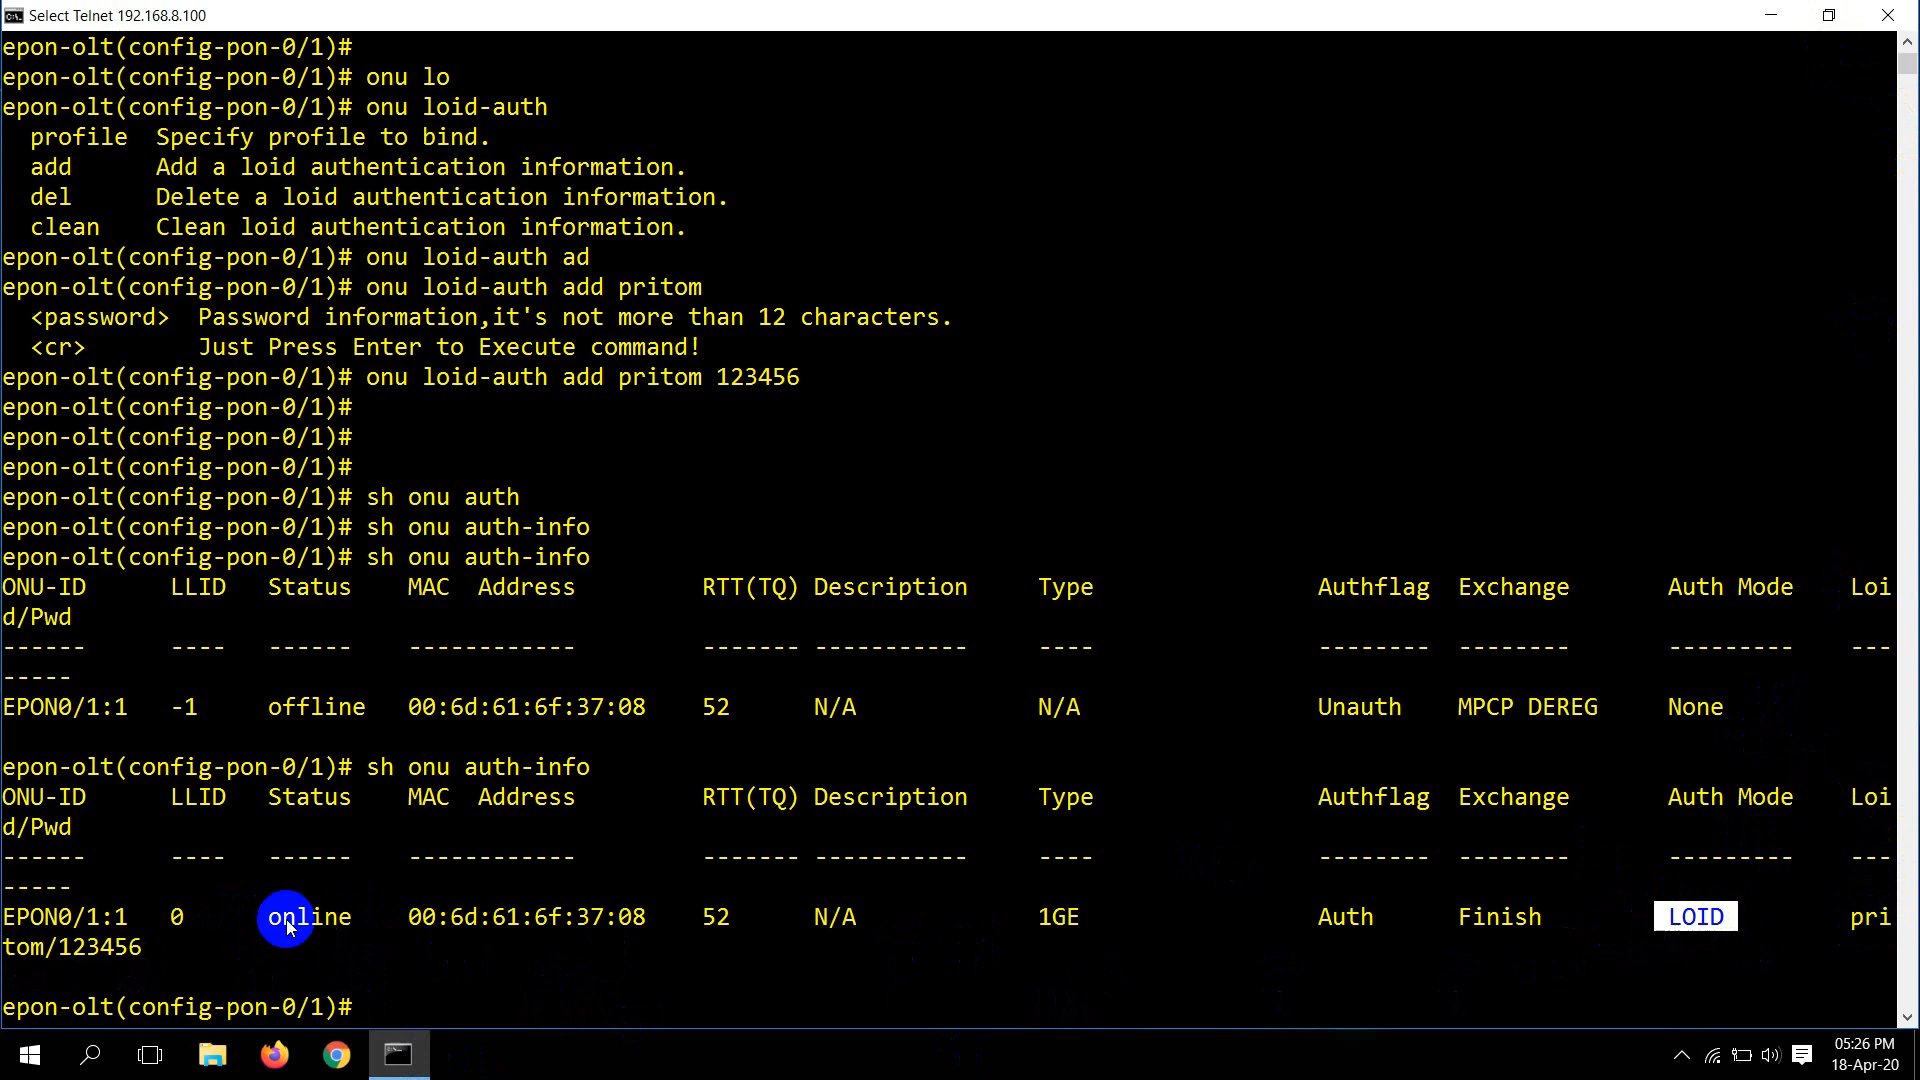 Select Telnet 192.168.8.100
epon-olt(config-pon-0/1)#
epon-olt(config-pon-0/1)# onu lo
epon-olt(config-pon-0/1)# onu loid-auth
profile  Specify profile to bind.
add      Add a loid authentication information.
del      Delete a loid authentication information.
clean    Clean loid authentication information.
epon-olt(config-pon-0/1)# onu loid-auth ad
epon-olt(config-pon-0/1)# onu loid-auth add pritom
<password>  Password information,it's not more than 12 characters.
<cr>        Just Press Enter to Execute command!
epon-olt(config-pon-0/1)# onu loid-auth add pritom 123456
epon-olt(config-pon-0/1)#
epon-olt(config-pon-0/1)#
epon-olt(config-pon-0/1)#
epon-olt(config-pon-0/1)# sh onu auth
epon-olt(config-pon-0/1)# sh onu auth-info
epon-olt(config-pon-0/1)# sh onu auth-info
ONU-ID      LLID   Status    MAC  Address         RTT(TQ) Description     Type                Authflag  Exchange       Auth Mode    Loi
d/Pwd
------      ----   ------    ------------         ------- -----------     ----                --------  --------       ---------    ---
-----
EPON0/1:1   -1     offline   00:6d:61:6f:37:08    52      N/A             N/A                 Unauth    MPCP DEREG     None
epon-olt(config-pon-0/1)# sh onu auth-info
ONU-ID      LLID   Status    MAC  Address         RTT(TQ) Description     Type                Authflag  Exchange       Auth Mode    Loi
d/Pwd
------      ----   ------    ------------         ------- -----------     ----                --------  --------       ---------    ---
-----
EPON0/1:1   0      online    00:6d:61:6f:37:08    52      N/A             1GE                 Auth      Finish         LOID         pri
tom/123456
epon-olt(config-pon-0/1)#
05:26 PM
18-Apr-20